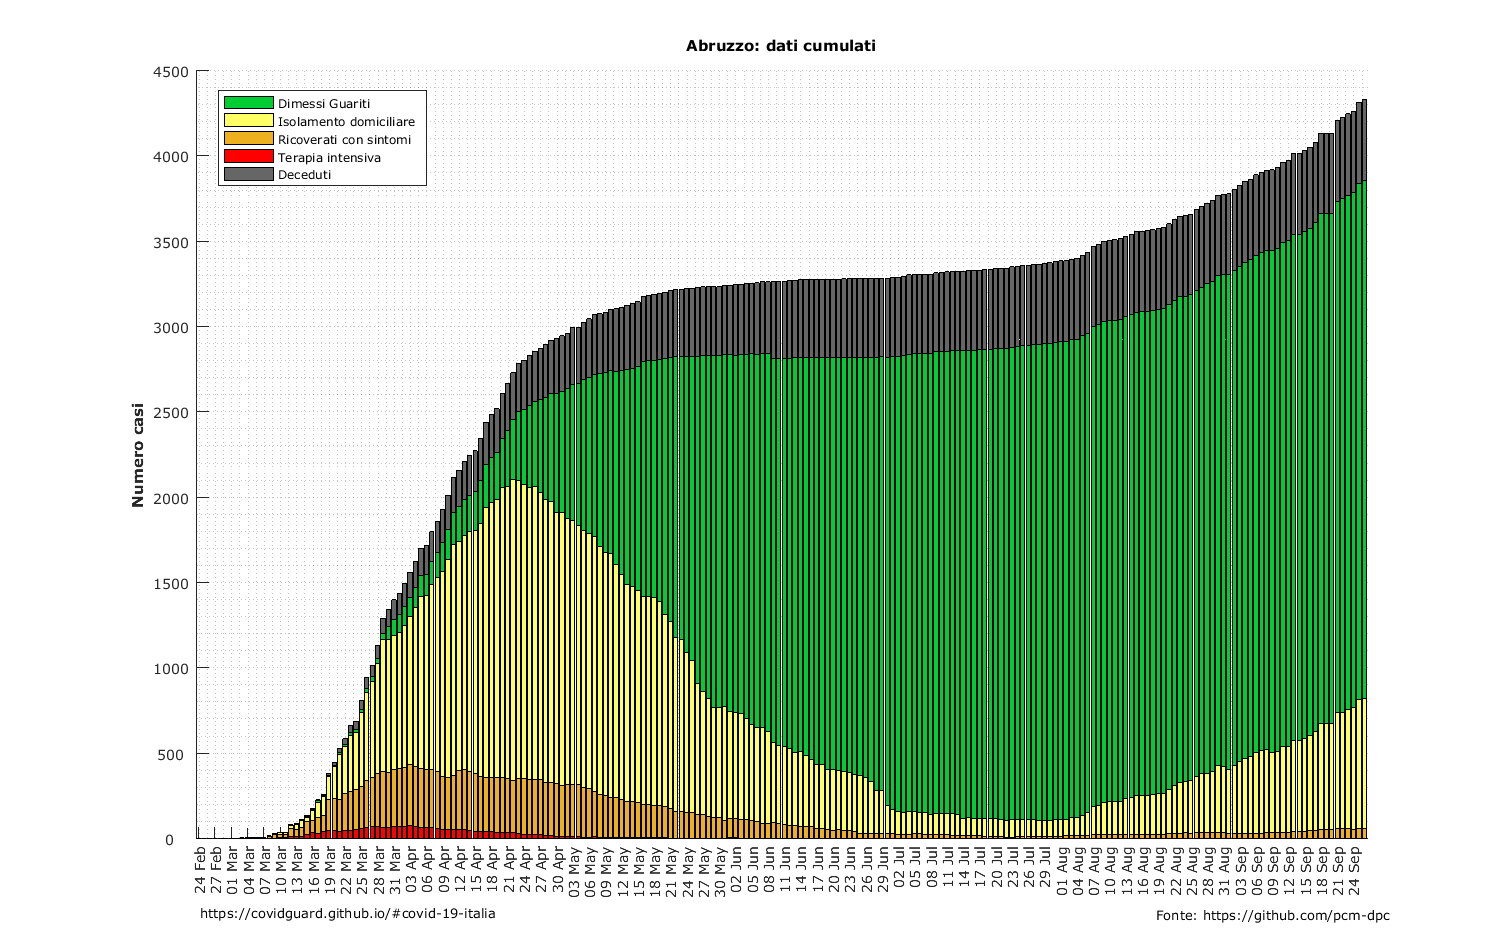 Abruzzo: dati cumulati
4500
4000
3500
3000
2500
2000
1500
1000
500
0
Numero casi
Dimessi Guariti
Isolamento domiciliare
Ricoverati con sintomi
Terapia intensiva
Deceduti
24 Feb
27 Feb
01 Mar
04 Mar
07 Mar
10 Mar
13 Mar
16 Mar
19 Mar
22 Mar
25 Mar
28 Mar
31 Mar
03 Apr
06 Apr
09 Apr
12 Apr
15 Apr
18 Apr
21 Apr
24 Apr
27 Apr
30 Apr
03 May
06 May
09 May
12 May
15 May
18 May
21 May
24 May
27 May
30 May
02 Jun
05 Jun
08 Jun
11 Jun
14 Jun
17 Jun
20 Jun
23 Jun
26 Jun
29 Jun
02 Jul
05 Jul
08 Jul
11 Jul
14 Jul
17 Jul
20 Jul
23 Jul
26 Jul
29 Jul
01 Aug
04 Aug
07 Aug
10 Aug
13 Aug
16 Aug
19 Aug
22 Aug
25 Aug
28 Aug
31 Aug
03 Sep
06 Sep
09 Sep
12 Sep
15 Sep
18 Sep
21 Sep
24 Sep
https://covidguard.github.io/#covid-19-italia
Fonte: https://github.com/pcm-dpc